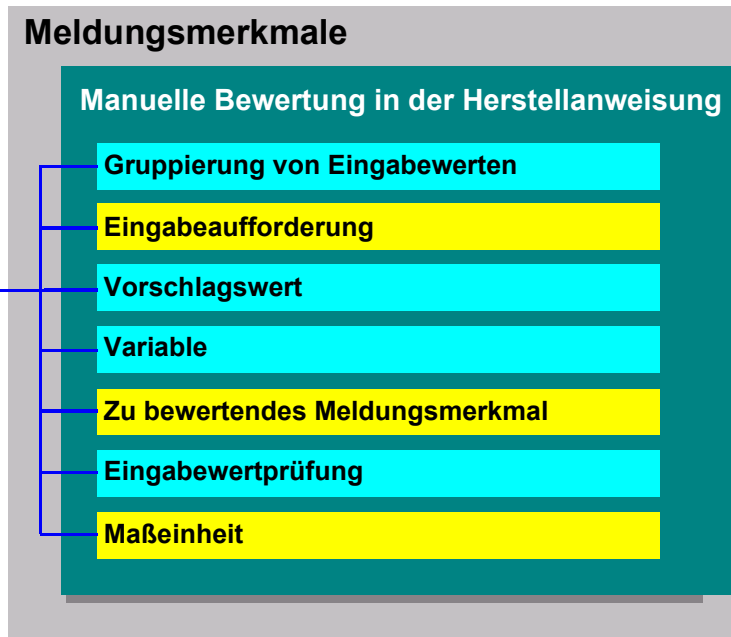 Meldungsmerkmale
Manuelle Bewertung in der Herstellanweisung
Gruppierung von Eingabewerten
Eingabeaufforderung
Vorschlagswert
Variable
Zu bewertendes Meldungsmerkmal
Eingabewertprüfung
Maßeinheit